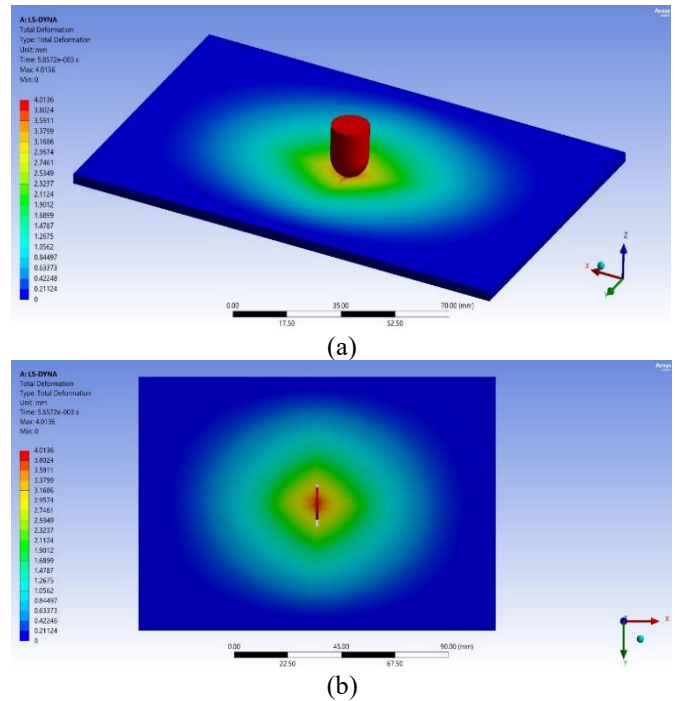 A: LS-DYNA
Total Deformation
Type: Total Deformation
Unit: mm
Time: 5.8572e-003 s
Max: 4.0136
Min: 0
4.0136
3.8024
3.5911
3.3799
3.1686
2.9574
2.7461
2.5349
2.3237
2.1124
1.9012
1.6899
1.4787
1.2675
1.0562
0.84497
0.63373
0.42248
0.21124
0
Ansys
Z
X
Y
0.00 35.00 70.00 (mm)
17.50 52.50
(a)
A: LS-DYNA
Total Deformation
Type: Total Deformation
Unit: mm
Time: 5.8572e-003 s
Max: 4.0136
Min: 0
4.0136
3.8024
3.5911
3.3799
3.1686
2.9574
2.7461
2.5349
2.3237
2.1124
1.9012
1.6899
1.4787
1.2675
1.0562
0.84497
0.63373
0.42248
0.21124
0
Ansys
Z
X
Y
0.00 45.00 90.00 (mm)
22.50 67.50
(b)